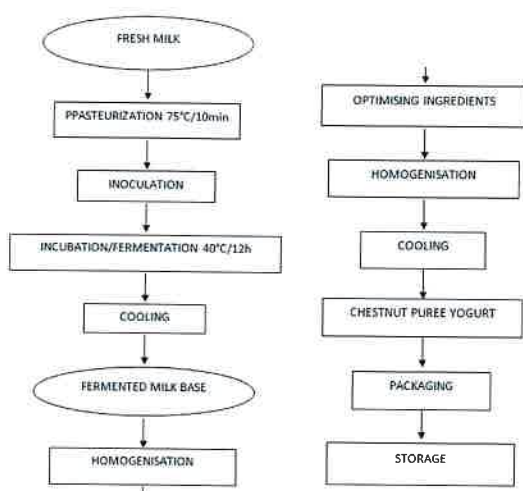 FRESH MILK
PPASTEURIZATION 75°C/10min
INOCULATION
INCUBATION/FERMENTATION 40°C/12h
COOLING
FERMENTED MILK BASE
HOMOGENISATION
OPTIMISING INGREDIENTS
HOMOGENISATION
COOLING
CHESTNUT PUREE YOGURT
PACKAGING
STORAGE